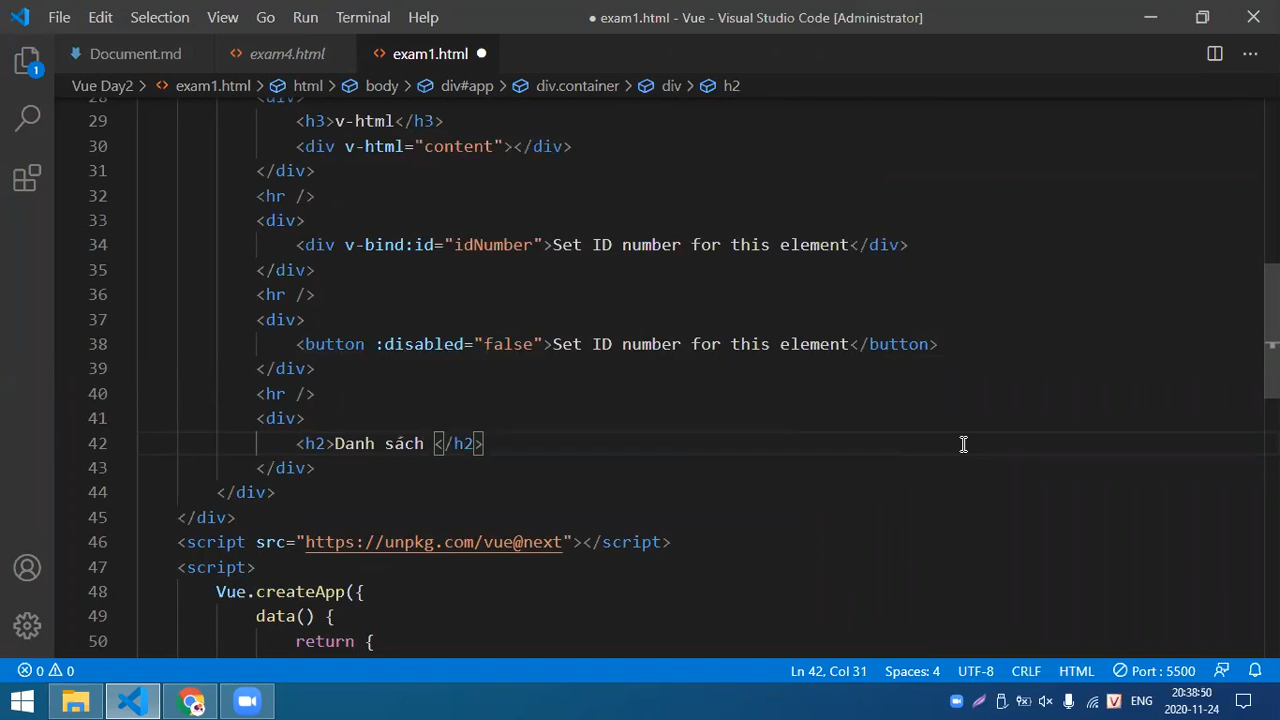 File Edit Selection View Go Run Terminal Help ● exam1.html - Vue - Visual Studio Code [Administrator]
Document.md exam4.html exam1.html ●
Vue Day2 > exam1.html > html > body > div#app > div.container > div > h2
28 <div>
29 <h3>v-html</h3>
30 <div v-html="content"></div>
31 </div>
32 <hr />
33 <div>
34 <div v-bind:id="idNumber">Set ID number for this element</div>
35 </div>
36 <hr />
37 <div>
38 <button :disabled="false">Set ID number for this element</button>
39 </div>
40 <hr />
41 <div>
42 <h2>Danh sách </h2>
43 </div>
44 </div>
45 </div>
46 <script src="https://unpkg.com/vue@next"></script>
47 <script>
48 Vue.createApp({
49 data() {
50 return {
1
0 0 Ln 42, Col 31 Spaces: 4 UTF-8 CRLF HTML Port : 5500
V ENG 20:38:50
2020-11-24